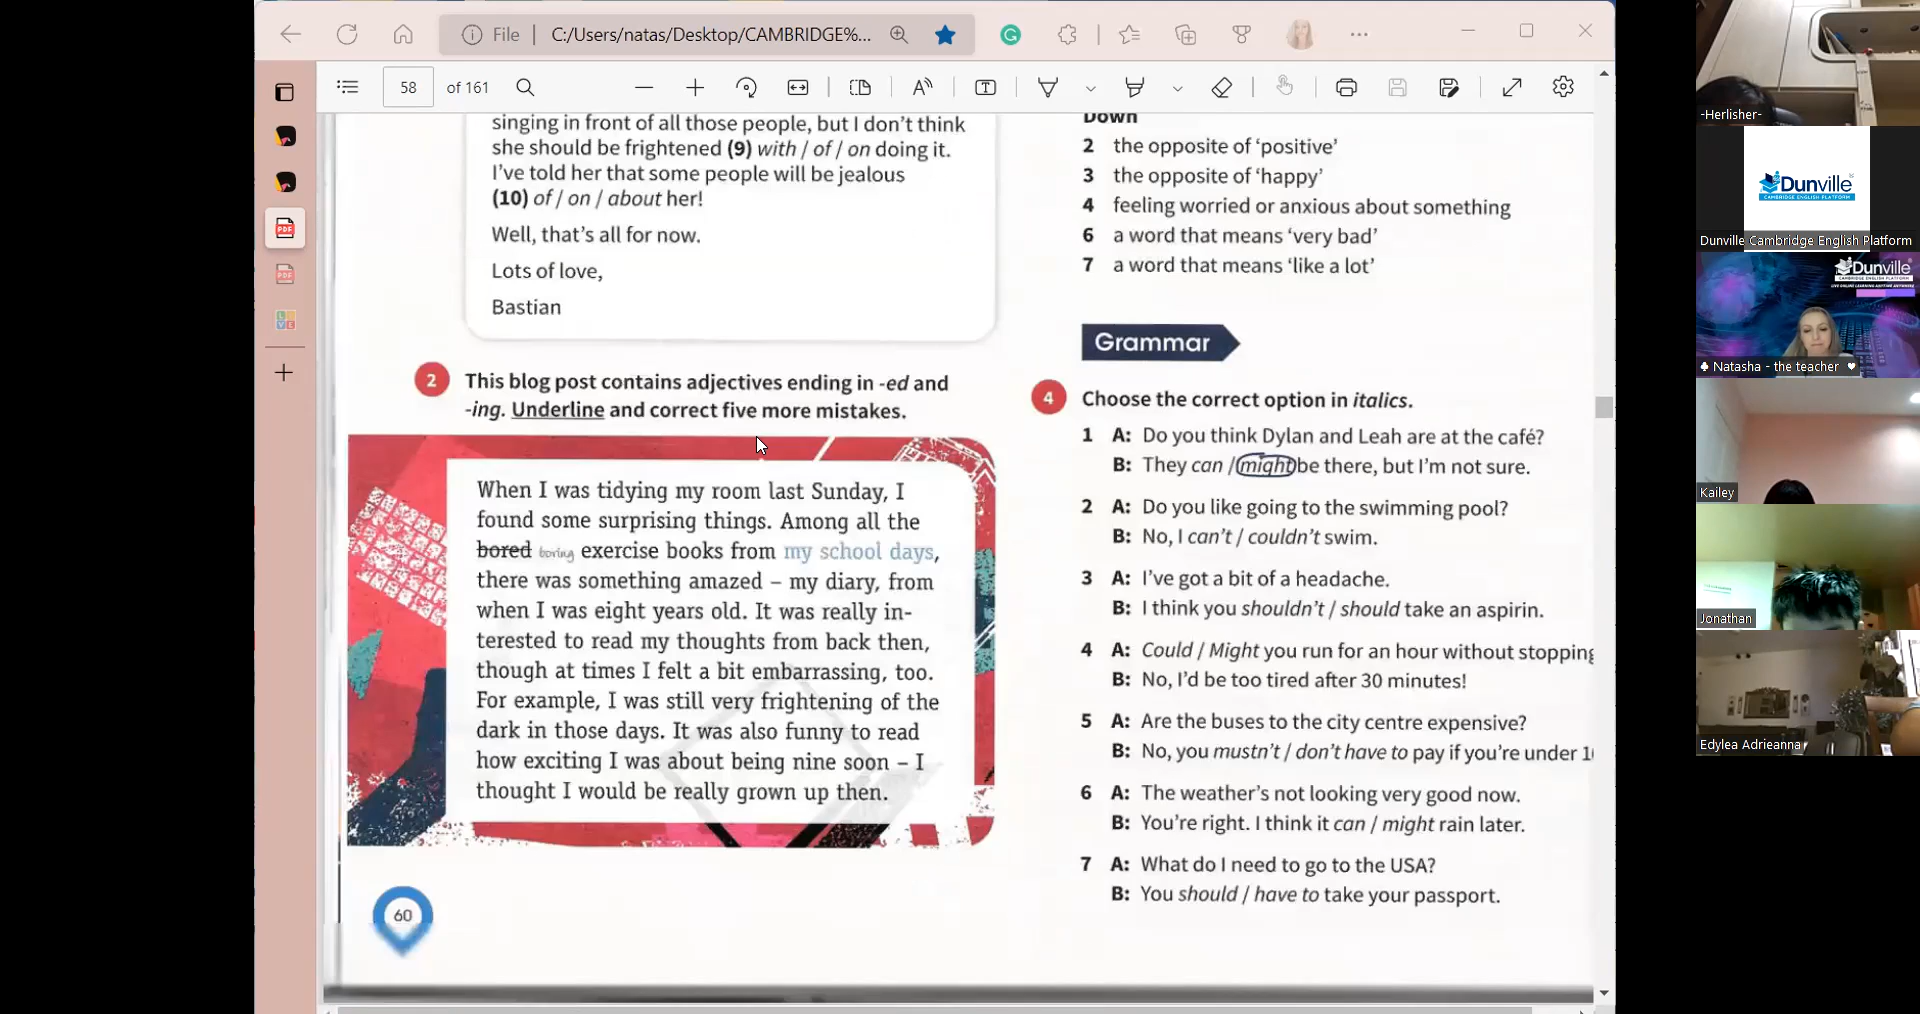 File
C:/Users/natas/Desktop/CAMBRIDGE%...
58 of 161
singing in front of all those people, but I don't think
she should be frightened (9) with / of / on doing it.
I've told her that some people will be jealous
(10) of / on / about her!
Well, that's all for now.
Lots of love,
Bastian
2 This blog post contains adjectives ending in -ed and
-ing. Underline and correct five more mistakes.
When I was tidying my room last Sunday, I
found some surprising things. Among all the
bored boring exercise books from my school days,
there was something amazed – my diary, from
when I was eight years old. It was really in-
terested to read my thoughts from back then,
though at times I felt a bit embarrassing, too.
For example, I was still very frightening of the
dark in those days. It was also funny to read
how exciting I was about being nine soon – I
thought I would be really grown up then.
60
Down
2 the opposite of 'positive'
3 the opposite of 'happy'
4 feeling worried or anxious about something
6 a word that means 'very bad'
7 a word that means 'like a lot'
Grammar
4 Choose the correct option in italics.
1 A: Do you think Dylan and Leah are at the café?
B: They can / might be there, but I'm not sure.
2 A: Do you like going to the swimming pool?
B: No, I can't / couldn't swim.
3 A: I've got a bit of a headache.
B: I think you shouldn't / should take an aspirin.
4 A: Could / Might you run for an hour without stopping
B: No, I'd be too tired after 30 minutes!
5 A: Are the buses to the city centre expensive?
B: No, you mustn't / don't have to pay if you're under 1
6 A: The weather's not looking very good now.
B: You're right. I think it can / might rain later.
7 A: What do I need to go to the USA?
B: You should / have to take your passport.
-Herlisher-
Dunville
CAMBRIDGE ENGLISH PLATFORM
Dunville Cambridge English Platform
Dunville
CAMBRIDGE ENGLISH PLATFORM
LIVE ONLINE LEARNING ANYTIME ANYWHERE
Natasha - the teacher
Kailey
Jonathan
Edylea Adrieanna